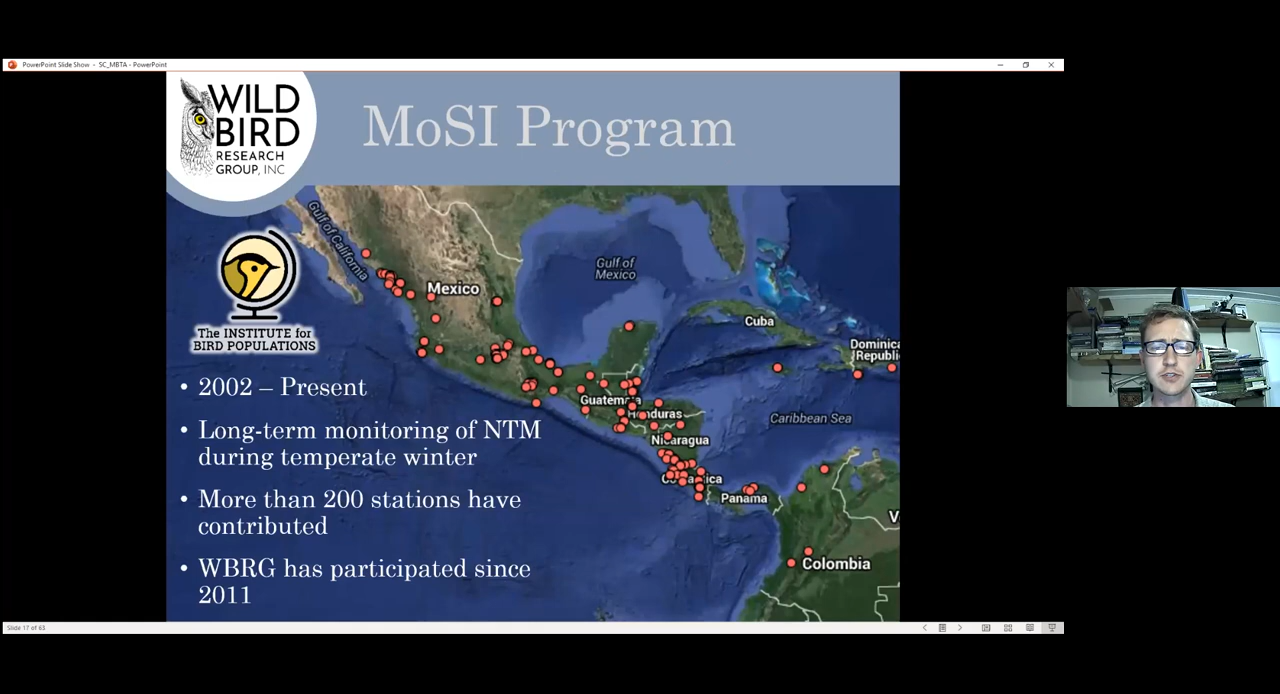 PowerPoint Slide Show - SC_MBTA - PowerPoint
WILD
BIRD
RESEARCH
GROUP, INC
MoSI Program
Gulf of California
Mexico
Gulf of
Mexico
Cuba
Dominica
Republi
The INSTITUTE for
BIRD POPULATIONS
Guatemala
Honduras
Caribbean Sea
Nicaragua
Costa Rica
Panama
V
Colombia
• 2002 – Present
• Long-term monitoring of NTM
during temperate winter
• More than 200 stations have
contributed
• WBRG has participated since
2011
Slide 17 of 63